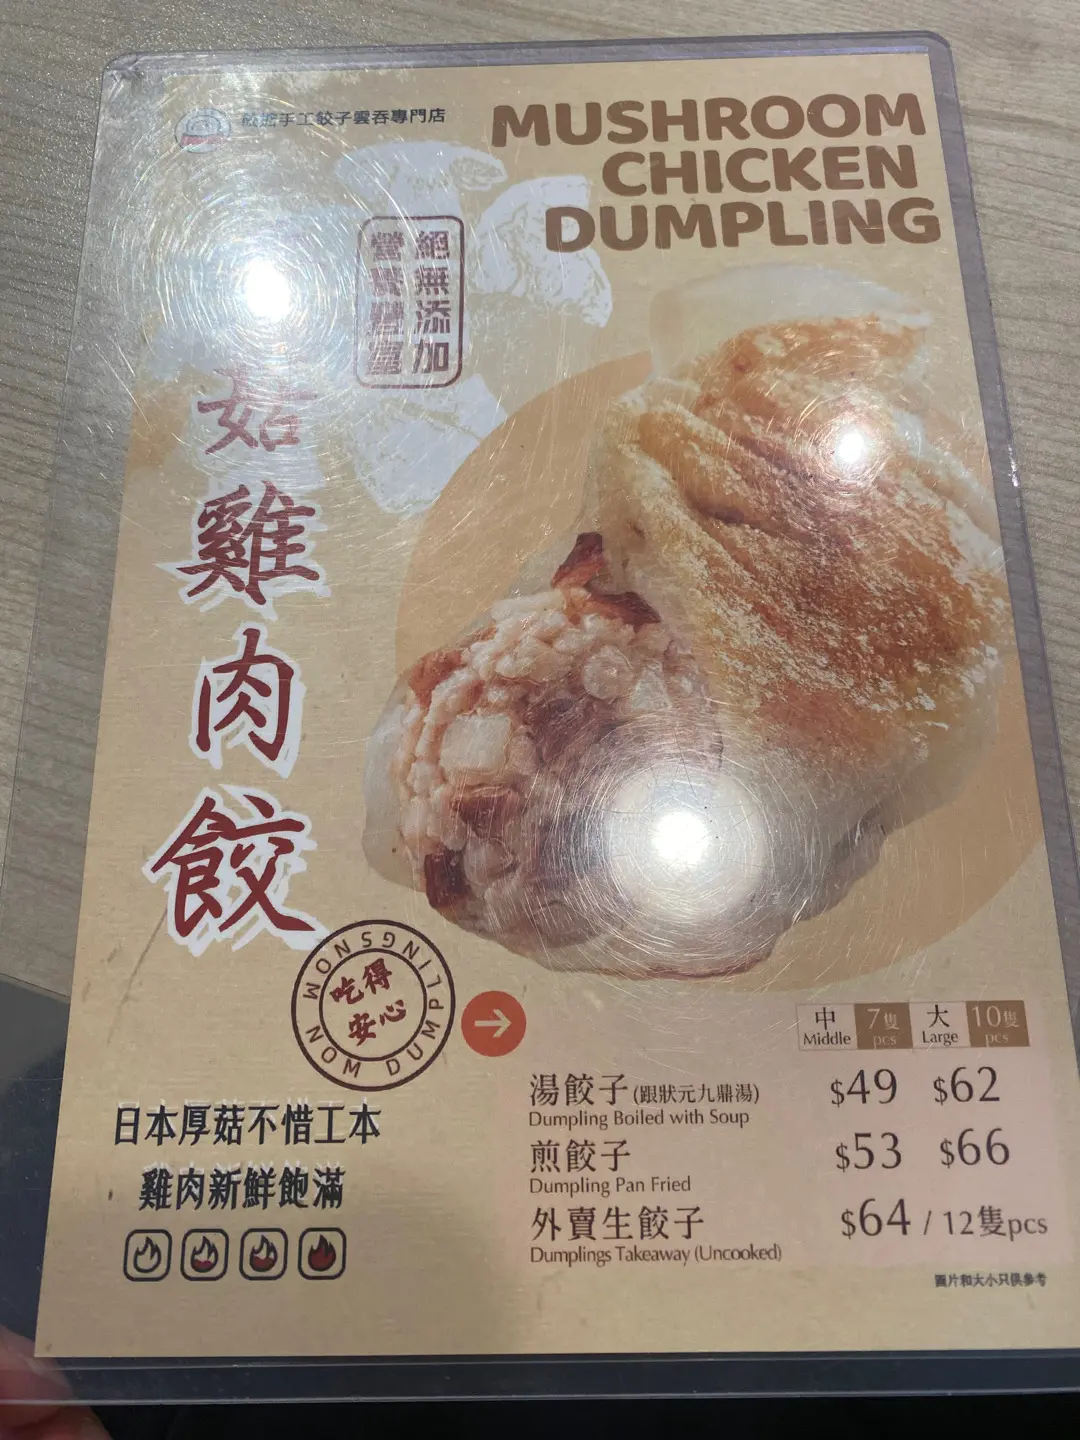 手工餃子雲吞專門店
MUSHROOM
CHICKEN
DUMPLING
絕無添加
營養豐富
菇雞肉餃
NOM NOM DUMPLINGS
吃得
安心
日本厚菇不惜工本
雞肉新鮮飽滿
中 7隻 大 10隻
Middle pcs Large pcs
湯餃子(跟狀元九鼎湯) $49 $62
Dumpling Boiled with Soup
煎餃子 $53 $66
Dumpling Pan Fried
外賣生餃子 $64 / 12隻pcs
Dumplings Takeaway (Uncooked)
圖片和大小只供參考